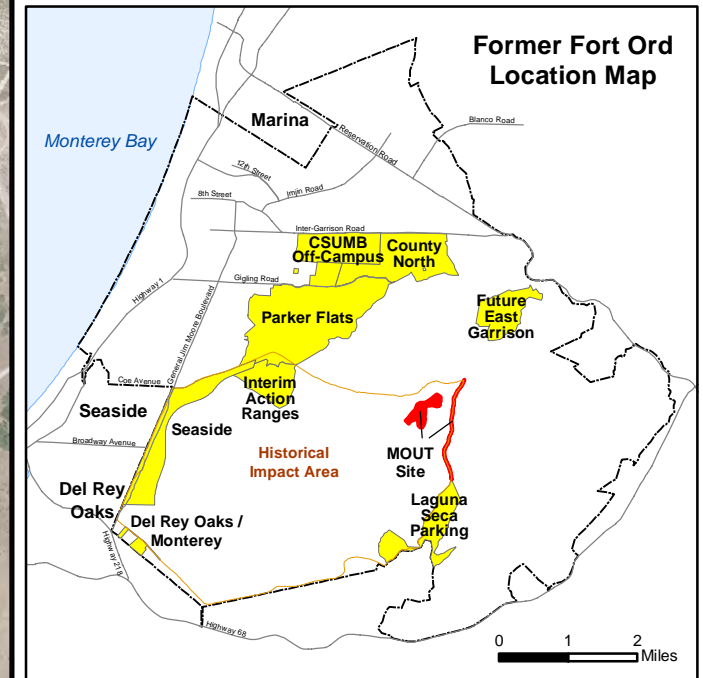 Former Fort Ord
Location Map
Marina
Blanco Road
Monterey Bay
Reservation Road
12th Street
8th Street
Imjin Road
Inter-Garrison Road
CSUMB
Off-Campus
County
North
Gigling Road
Highway 1
General Jim Moore Boulevard
Parker Flats
Future
East
Garrison
Coe Avenue
Interim
Action
Ranges
Seaside
Seaside
Broadway Avenue
Historical
Impact Area
MOUT
Site
Del Rey
Oaks
Laguna
Seca
Parking
Del Rey Oaks /
Monterey
Highway 218
Highway 68
0 1 2
Miles